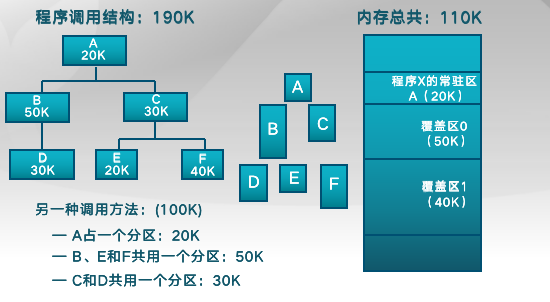 程序调用结构：190K
内存总共：110K
A
20K
B
50K
C
30K
D
30K
E
20K
F
40K
A
B
C
D
E
F
程序X的常驻区
A（20K）
覆盖区0
（50K）
覆盖区1
（40K）
另一种调用方法：(100K)
— A占一个分区：20K
— B、E和F共用一个分区：50K
— C和D共用一个分区：30K